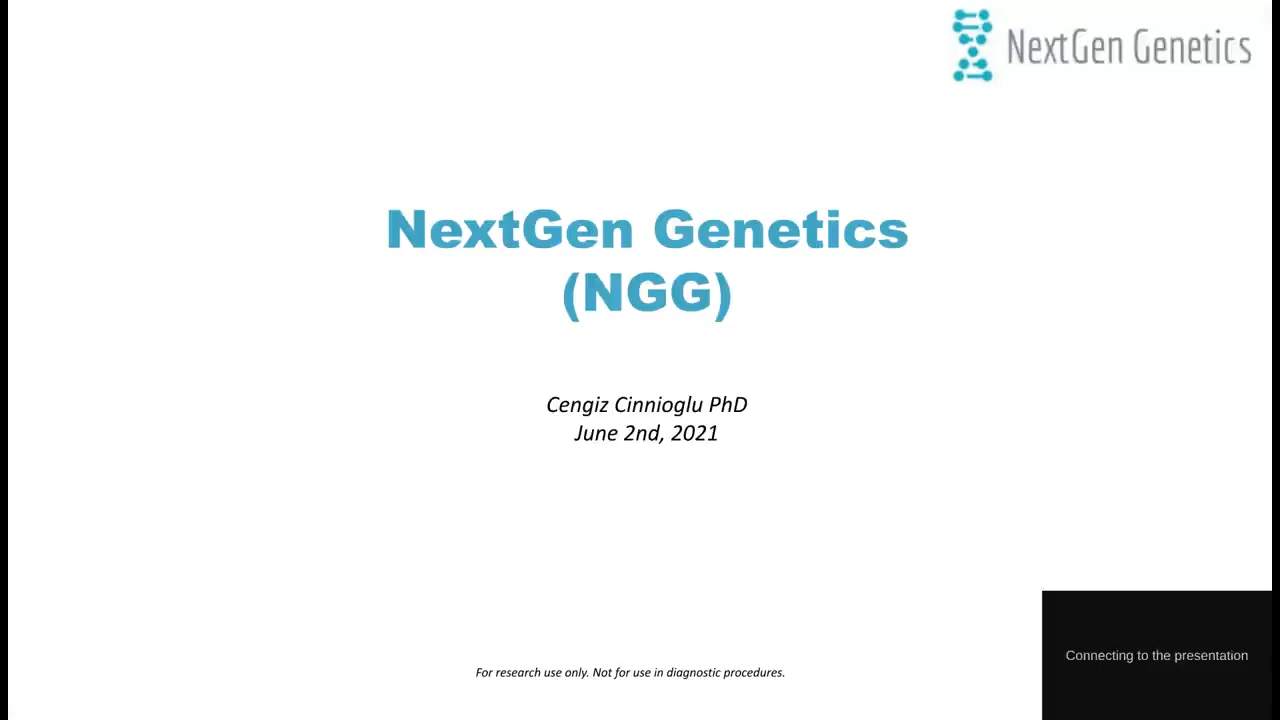 NextGen Genetics
NextGen Genetics
(NGG)
Cengiz Cinnioglu PhD
June 2nd, 2021
Connecting to the presentation
For research use only. Not for use in diagnostic procedures.